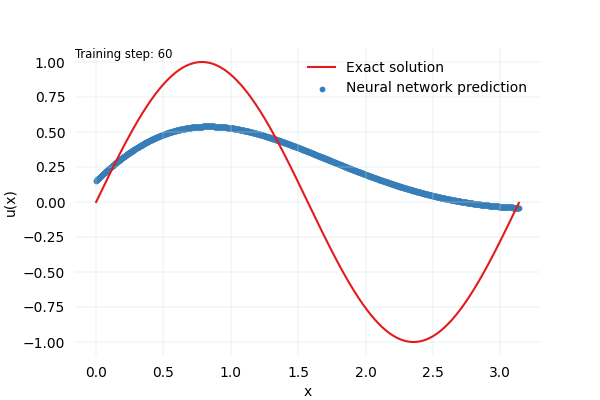 Training step: 60
Exact solution
Neural network prediction
1.00
0.75
0.50
0.25
0.00
−0.25
−0.50
−0.75
−1.00
u(x)
0.0 0.5 1.0 1.5 2.0 2.5 3.0
x